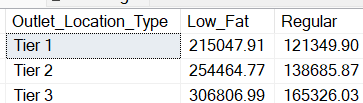 Outlet_Location_Type Low_Fat Regular
Tier 1 215047.91 121349.90
Tier 2 254464.77 138685.87
Tier 3 306806.99 165326.03